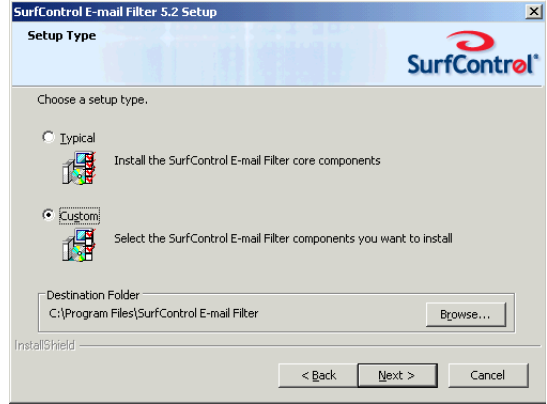 SurfControl E-mail Filter 5.2 Setup
Setup Type
SurfControl
Choose a setup type.
Typical
Install the SurfControl E-mail Filter core components
Custom
Select the SurfControl E-mail Filter components you want to install
Destination Folder
C:\Program Files\SurfControl E-mail Filter
Browse...
InstallShield
< Back
Next >
Cancel